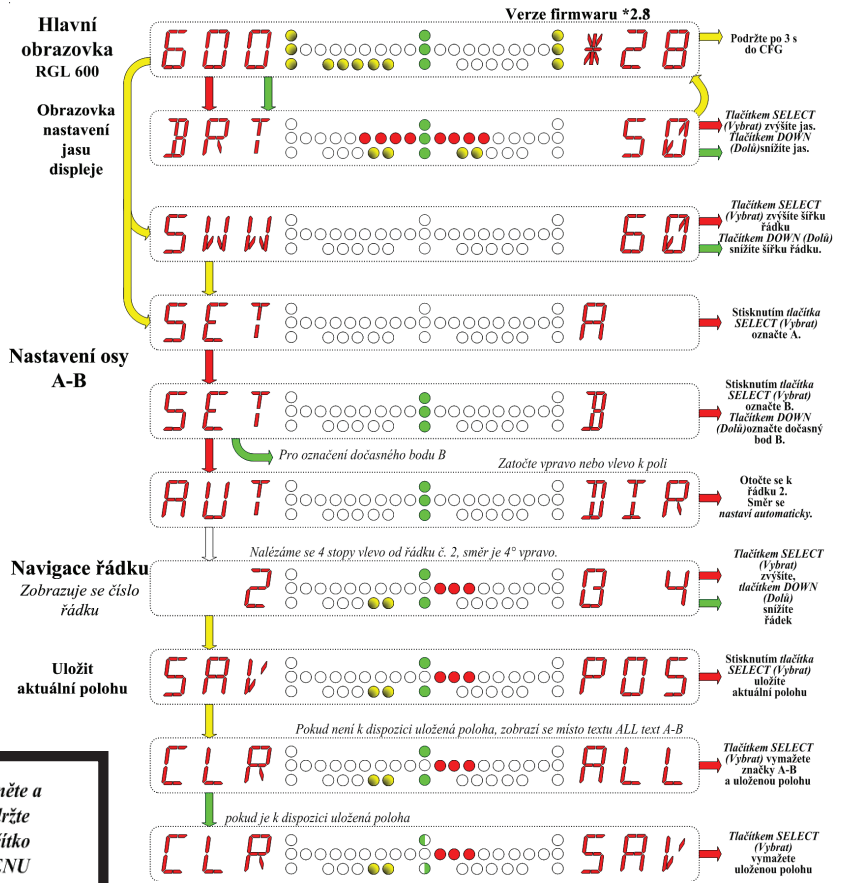 Verze firmwaru *2.8
Hlavní
obrazovka
RGL 600
600
*28
Podržte po 3 s
do CFG
Obrazovka
nastavení
jasu
displeje
BRT
50
Tlačítkem SELECT
(Vybrat) zvýšíte jas.
Tlačítkem DOWN
(Dolů)snížíte jas.
SWW
60
Tlačítkem SELECT
(Vybrat) zvýšíte šířku
řádku
Tlačítkem DOWN (Dolů)
snížíte šířku řádku.
SET
A
Stisknutím tlačítka
SELECT (Vybrat)
označte A.
Nastavení osy
A-B
SET
B
Stisknutím tlačítka
SELECT (Vybrat)
označte B.
Tlačítkem DOWN
(Dolů)označte dočasný
bod B.
Pro označení dočasného bodu B
Zatočte vpravo nebo vlevo k poli
AUT
DIR
Otočte se k
řádku 2.
Směr se
nastaví automaticky.
Nalézáme se 4 stopy vlevo od řádku č. 2, směr je 4° vpravo.
Navigace řádku
Zobrazuje se číslo
řádku
2
0 4
Tlačítkem SELECT
(Vybrat)
zvýšíte,
tlačítkem DOWN
(Dolů)
snížíte
řádek
Uložit
aktuální polohu
SAV
POS
Stisknutím tlačítka
SELECT (Vybrat)
uložíte
aktuální polohu
Pokud není k dispozici uložená poloha, zobrazí se místo textu ALL text A-B
CLR
ALL
Tlačítkem SELECT
(Vybrat) vymažete
značky A-B
a uloženou polohu
pokud je k dispozici uložená poloha
CLR
SAV
Tlačítkem SELECT
(Vybrat)
vymažete
uloženou polohu
něte a
ržte
ítko
NU